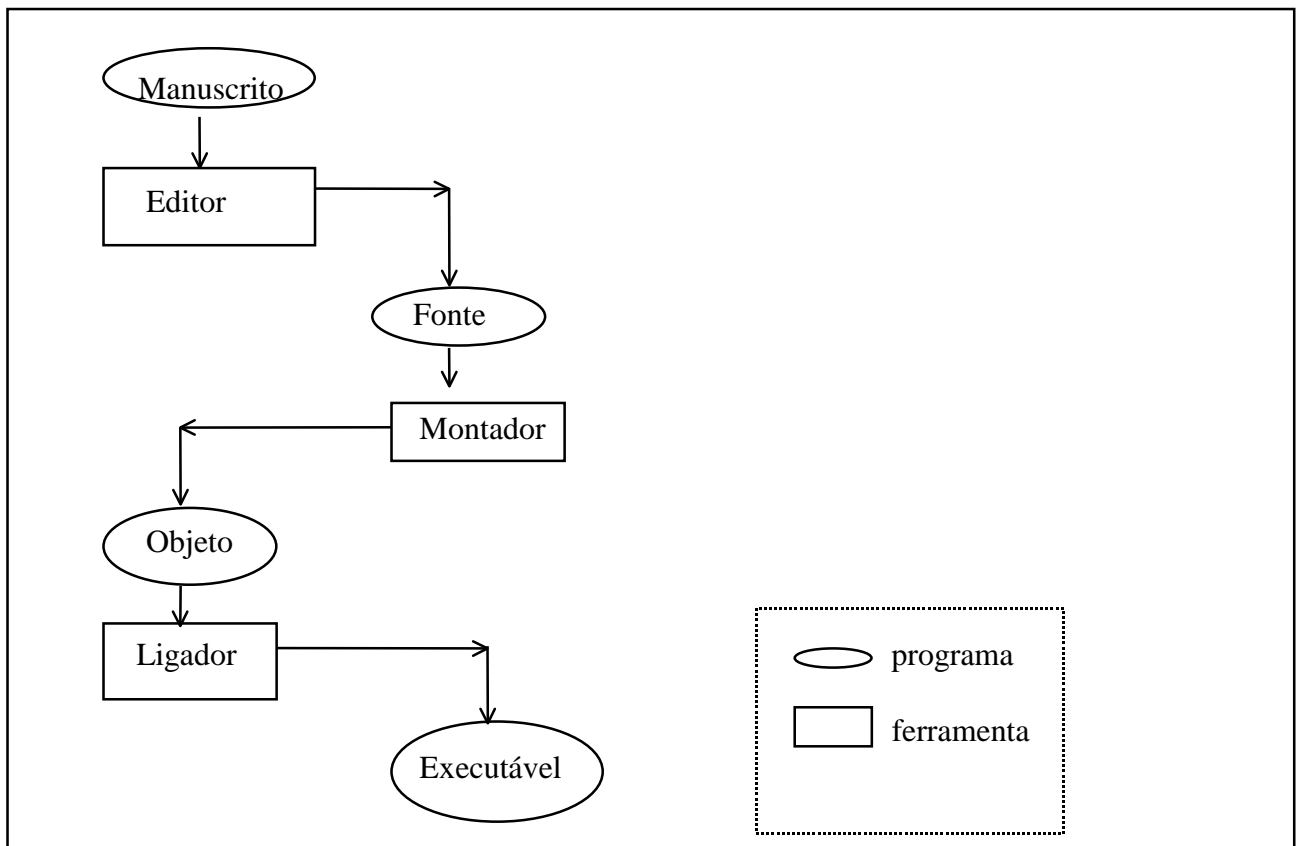 Manuscrito
Editor
Fonte
Montador
Objeto
Ligador
Executável
programa
ferramenta